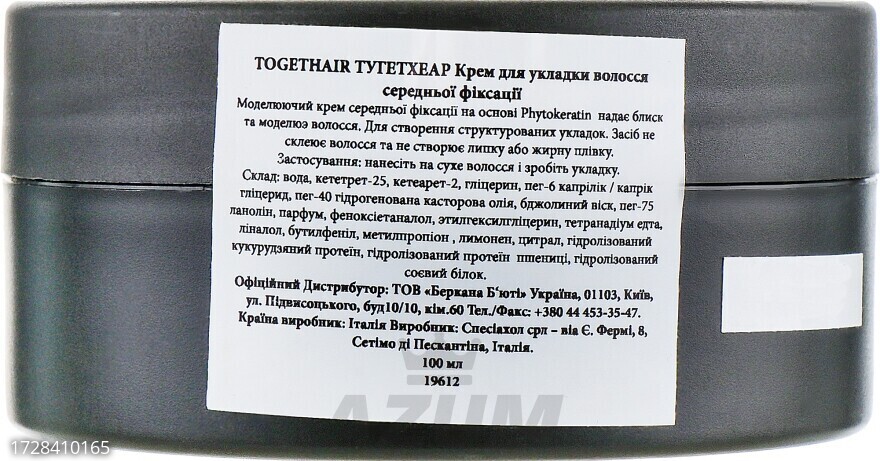 TOGETHAIR ТУГЕТХЕАР Крем для укладки волосся
середньої фіксації
Моделюючий крем середньої фіксації на основі Phytokeratin надає блиск
та моделює волосся. Для створення структурованих укладок. Засіб не
склеює волосся та не створює липку або жирну плівку.
Застосування: нанесіть на сухе волосся і зробіть укладку.
Склад: вода, кететрет-25, кетеарет-2, гліцерин, пег-6 капрілік / капрік
гліцерид, пег-40 гідрогенована касторова олія, бджолиний віск, пег-75
ланолін, парфум, феноксіетаналол, этилгексилгліцерин, тетранадіум едта,
ліналол, бутилфеніл, метилпропіон , лимонен, цитрал, гідролізований
кукурудзяний протеїн, гідролізований протеїн пшениці, гідролізований
соєвий білок.
Офіційний Дистрибутор: ТОВ «Беркана Б'юті» Україна, 01103, Київ,
ул. Підвисоцького, буд10/10, кім.60 Тел./Факс: +380 44 453-35-47.
Країна виробник: Італія Виробник: Спесіахол срл – віа Є. Фермі, 8,
Сетімо ді Пескантіна, Італія.
100 мл
19612
AZUM
1728410165